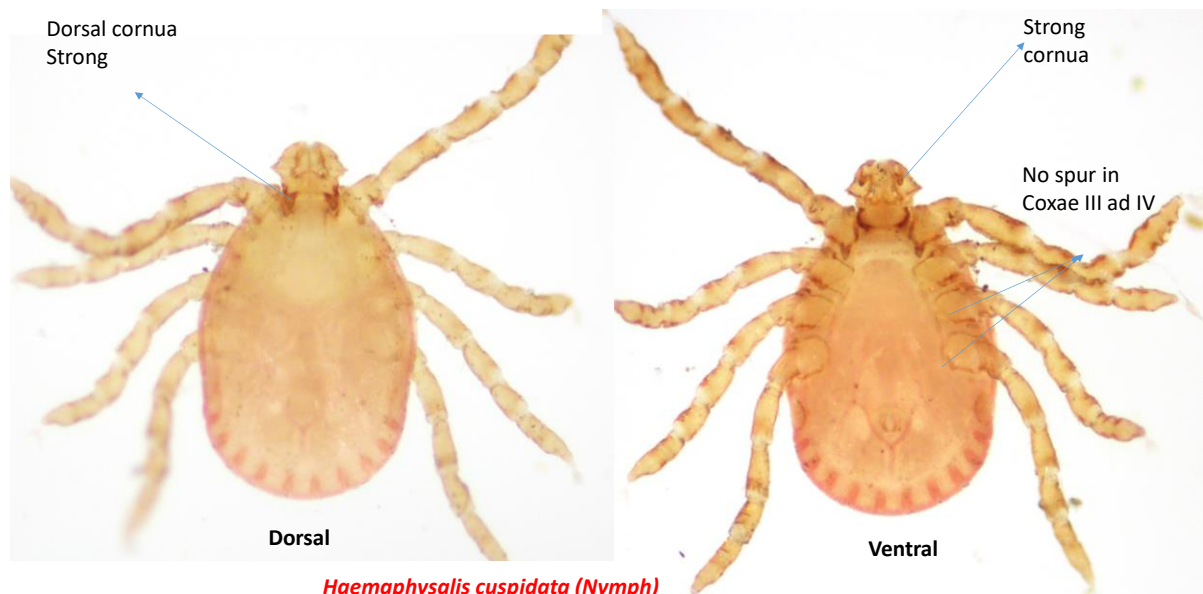 Dorsal cornua
Strong
Strong
cornua
No spur in
Coxae III ad IV
Dorsal
Ventral
Haemaphysalis cuspidata (Nymph)